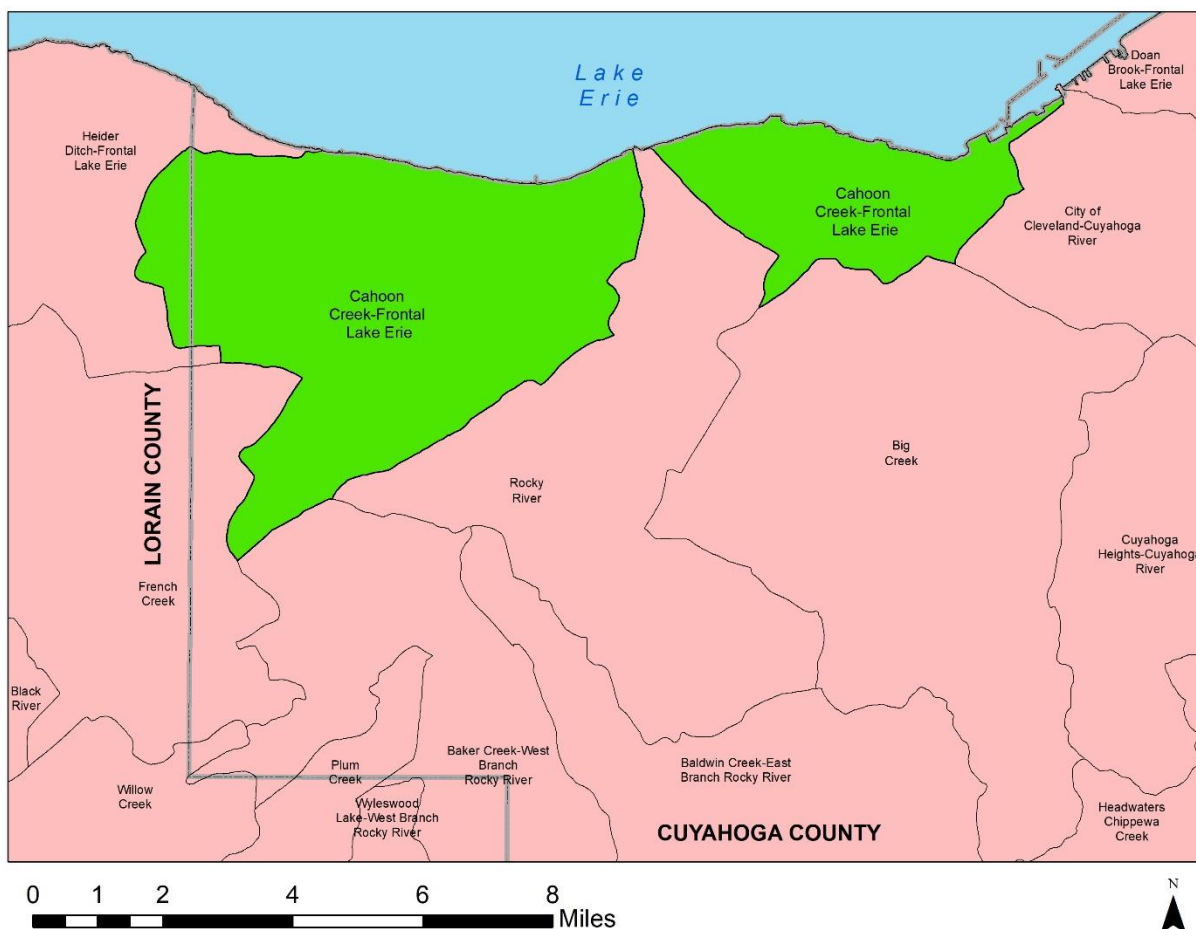 Lake
Erie
Doan
Brook-Frontal
Lake Erie
Heider
Ditch-Frontal
Lake Erie
Cahoon
Creek-Frontal
Lake Erie
City of
Cleveland-Cuyahoga
River
Cahoon
Creek-Frontal
Lake Erie
LORAIN COUNTY
Big
Creek
Rocky
River
Cuyahoga
Heights-Cuyahoga
River
French
Creek
Black
River
Baker Creek-West
Branch
Rocky River
Baldwin Creek-East
Branch Rocky River
Plum
Creek
Willow
Creek
Wyleswood
Lake-West Branch
Rocky River
Headwaters
Chippewa
Creek
CUYAHOGA COUNTY
0 1 2 4 6 8
Miles
N